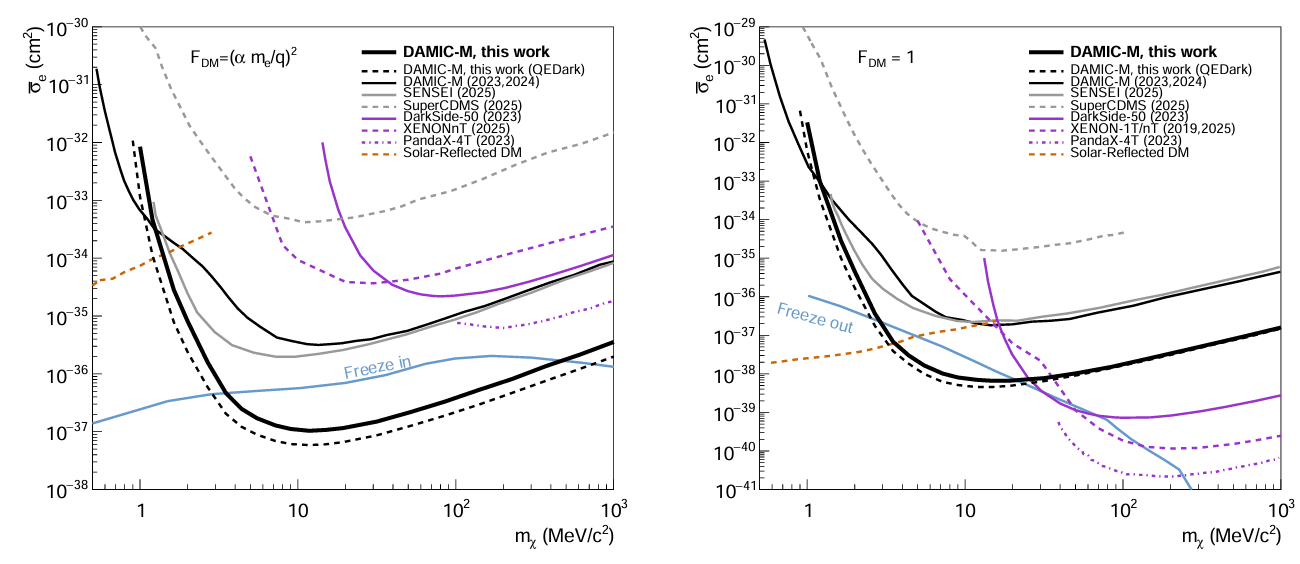 σ̅e (cm²)
10⁻³⁰
10⁻³¹
10⁻³²
10⁻³³
10⁻³⁴
10⁻³⁵
10⁻³⁶
10⁻³⁷
10⁻³⁸
F_DM=(α mₑ/q)²
DAMIC-M, this work
DAMIC-M, this work (QEDark)
DAMIC-M (2023,2024)
SENSEI (2025)
SuperCDMS (2025)
DarkSide-50 (2023)
XENONnT (2025)
PandaX-4T (2023)
Solar-Reflected DM
Freeze in
1 10 10² 10³
mᵪ (MeV/c²)
σ̅e (cm²)
10⁻²⁹
10⁻³⁰
10⁻³¹
10⁻³²
10⁻³³
10⁻³⁴
10⁻³⁵
10⁻³⁶
10⁻³⁷
10⁻³⁸
10⁻³⁹
10⁻⁴⁰
10⁻⁴¹
F_DM = 1
DAMIC-M, this work
DAMIC-M, this work (QEDark)
DAMIC-M (2023,2024)
SENSEI (2025)
SuperCDMS (2025)
DarkSide-50 (2023)
XENON-1T/nT (2019,2025)
PandaX-4T (2023)
Solar-Reflected DM
Freeze out
1 10 10² 10³
mᵪ (MeV/c²)